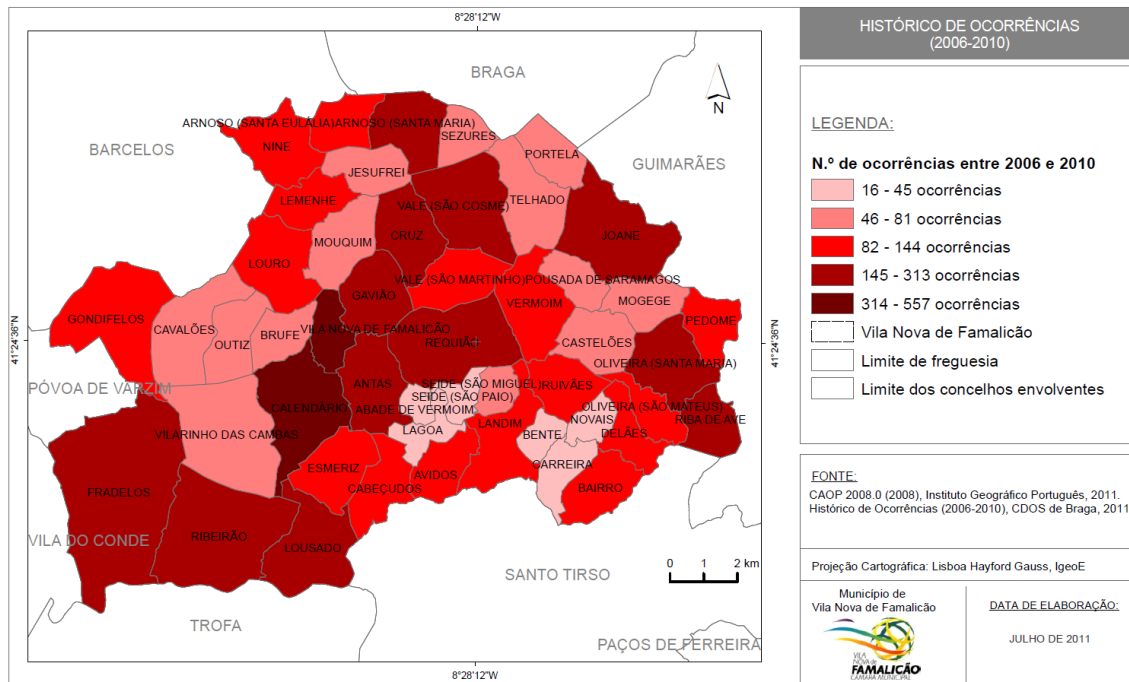 8°28'12"W
HISTÓRICO DE OCORRÊNCIAS
(2006-2010)
BRAGA
N
ARNOSO (SANTA EULÁLIA)
ARNOSO (SANTA MARIA)
SEZURES
NINE
BARCELOS
PORTELA
GUIMARÃES
JESUFREI
LEMENHE
VALE (SÃO COSME)
TELHADO
MOUQUIM
CRUZ
JOANE
LOURO
VALE (SÃO MARTINHO)
POUSADA DE SARAMAGOS
GAVIÃO
MOGEGE
VERMOIM
GONDIFELOS
PEDOME
CAVALÕES
VILA NOVA DE FAMALICÃO
BRUFE
OUTIZ
REQUIÃO
CASTELÕES
41°24'36"N
41°24'36"N
OLIVEIRA (SANTA MARIA)
PÓVOA DE VARZIM
ANTAS
SEIDE (SÃO MIGUEL)
RUIVÃES
SEIDE (SÃO PAIO)
CALENDÁRIO
ABADE DE VERMOIM
OLIVEIRA (SÃO MATEUS)
RIBA DE AVE
NOVAIS
LANDIM
LAGOA
BENTE
DELÃES
VILARINHO DAS CAMBAS
CARREIRA
ESMERIZ
AVIDOS
BAIRRO
CABEÇUDOS
FRADELOS
RIBEIRÃO
VILA DO CONDE
LOUSADO
SANTO TIRSO
0 1 2 km
TROFA
PAÇOS DE FERREIRA
8°28'12"W
LEGENDA:
N.º de ocorrências entre 2006 e 2010
16 - 45 ocorrências
46 - 81 ocorrências
82 - 144 ocorrências
145 - 313 ocorrências
314 - 557 ocorrências
Vila Nova de Famalicão
Limite de freguesia
Limite dos concelhos envolventes
FONTE:
CAOP 2008.0 (2008), Instituto Geográfico Português, 2011.
Histórico de Ocorrências (2006-2010), CDOS de Braga, 2011
Projeção Cartográfica: Lisboa Hayford Gauss, IgeoE
Município de
Vila Nova de Famalicão
VILA
NOVA de
FAMALICÃO
CÂMARA MUNICIPAL
DATA DE ELABORAÇÃO:
JULHO DE 2011